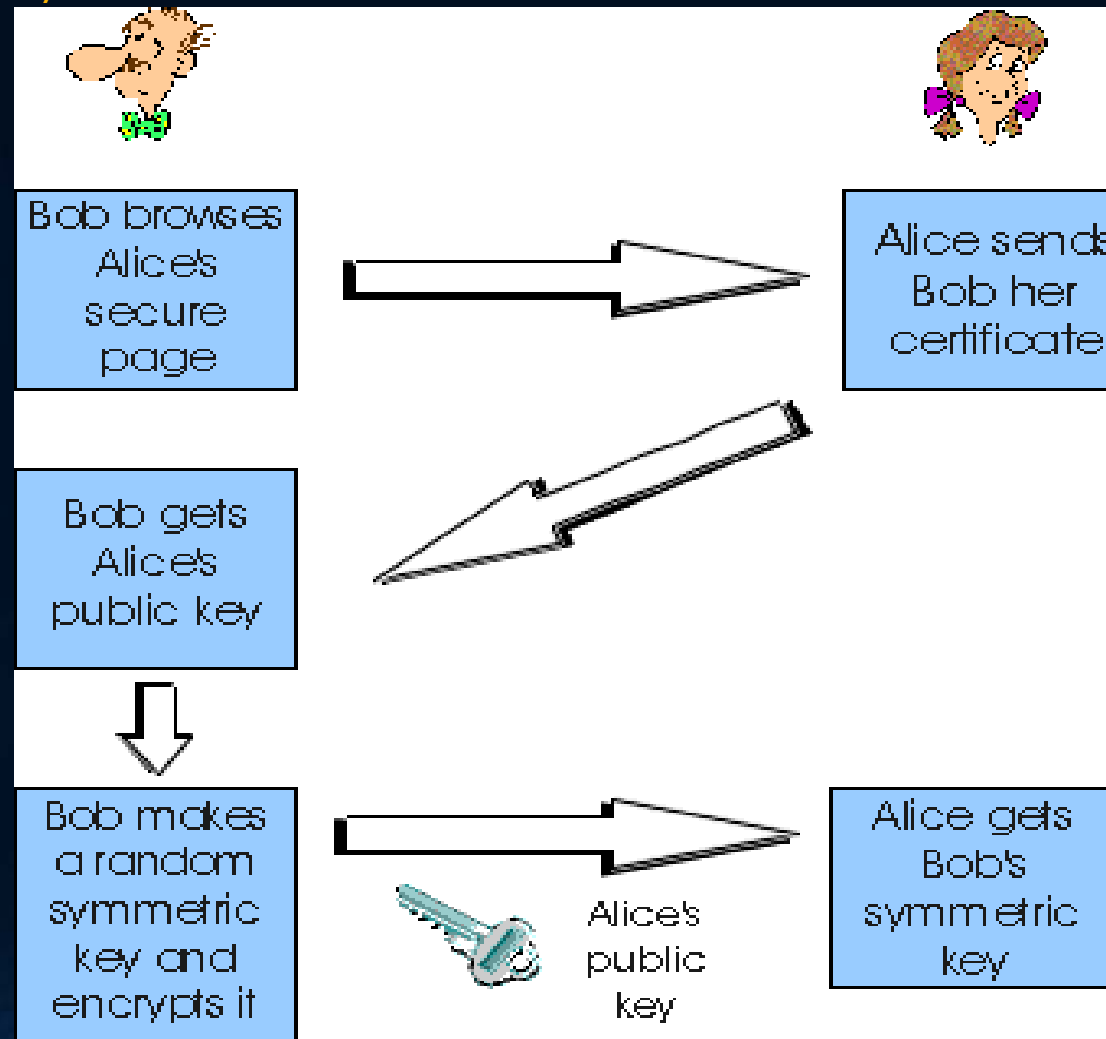 Bob browses
Alice's
secure
page
Alice sends
Bob her
certificate
Bob gets
Alice's
public key
Bob makes
a random
symmetric
key and
encrypts it
Alice's
public
key
Alice gets
Bob's
symmetric
key